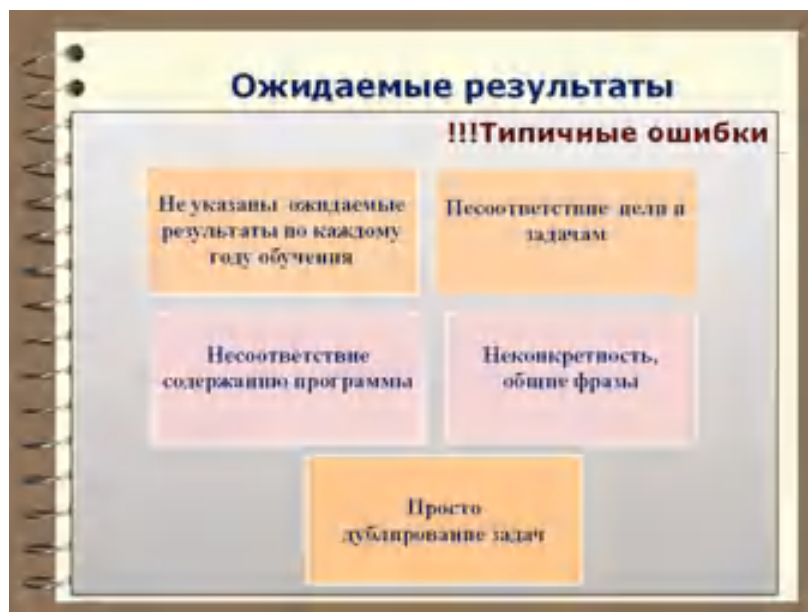 Ожидаемые результаты
!!!Типичные ошибки
Не указаны ожидаемые
результаты по каждому
году обучения
Несоответствие цели и
задачам
Несоответствие
содержанию программы
Неконкретность,
общие фразы
Просто
дублирование задач